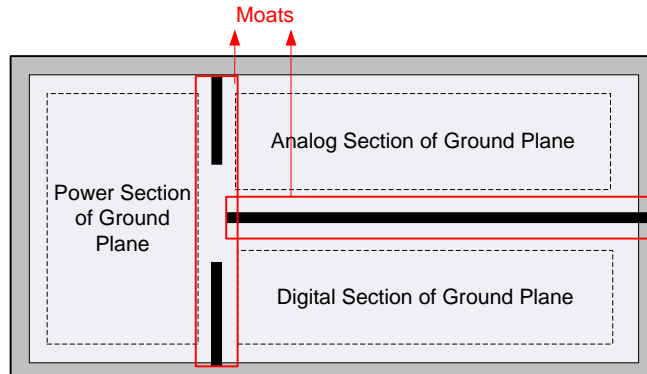 Moats
Analog Section of Ground Plane
Power Section
of Ground
Plane
Digital Section of Ground Plane